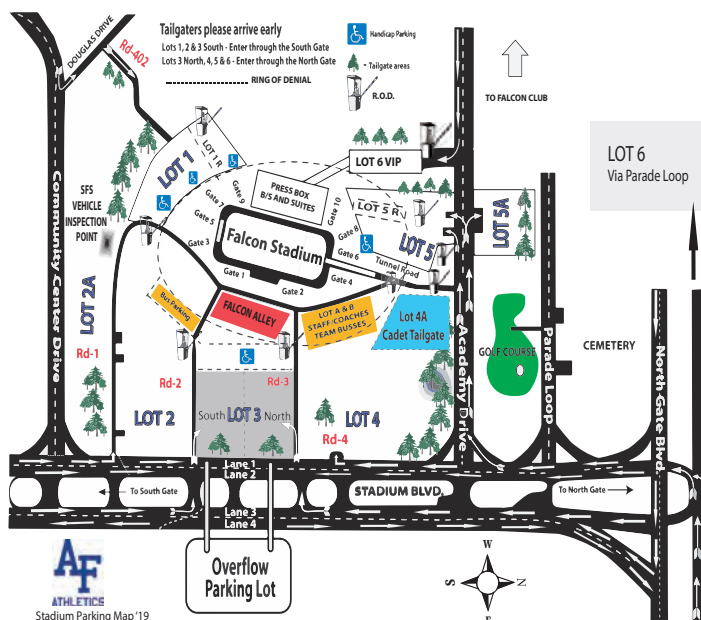 Tailgaters please arrive early
Lots 1, 2 & 3 South - Enter through the South Gate
Lots 3 North, 4, 5 & 6 - Enter through the North Gate
RING OF DENIAL
Handicap Parking
- Tailgate areas
R.O.D.
DOUGLAS DRIVE
Rd-402
TO FALCON CLUB
LOT 6
Via Parade Loop
LOT 1
LOT 1 R
LOT 6 VIP
SFS
VEHICLE
INSPECTION
POINT
PRESS BOX
B/S AND SUITES
Gate 9
Gate 7
Gate 5
Gate 3
Gate 1
Gate 2
Gate 4
Gate 6
Gate 8
Gate 10
Falcon Stadium
LOT 5 R
LOT 5
LOT 5A
Tunnel Road
Community Center Drive
LOT 2A
Bus Parking
FALCON ALLEY
LOT A & B
STAFF/COACHES
TEAM BUSSES
Lot 4A
Cadet Tailgate
Academy Drive
GOLF COURSE
Parade Loop
CEMETERY
North Gate Blvd.
Rd-1
Rd-2
Rd-3
LOT 2
South LOT 3 North
LOT 4
Rd-4
Lane 1
Lane 2
To South Gate
STADIUM BLVD.
To North Gate
Lane 3
Lane 4
Overflow
Parking Lot
W
S
N
E
AF
ATHLETICS
Stadium Parking Map '19